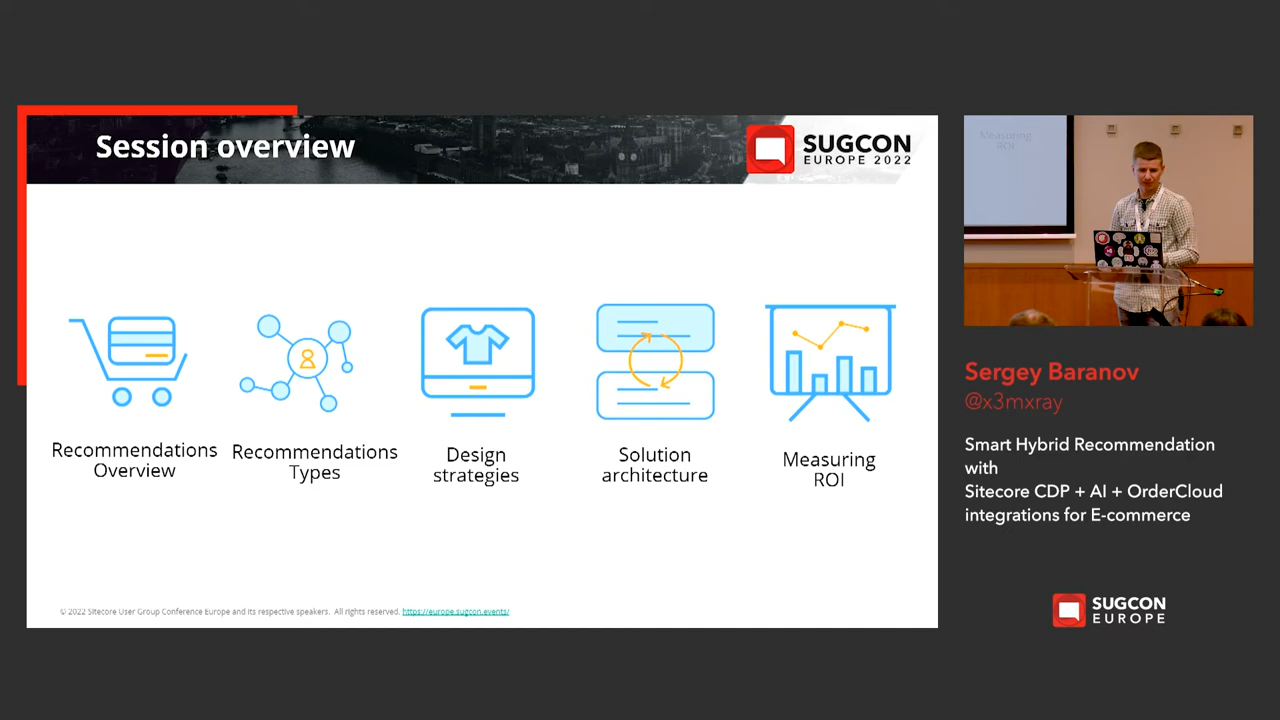 Session overview
SUGCON
EUROPE 2022
Recommendations
Overview
Recommendations
Types
Design
strategies
Solution
architecture
Measuring
ROI
© 2022 Sitecore User Group Conference Europe and its respective speakers. All rights reserved. https://europe.sugcon.events/
Measuring
ROI
Sergey Baranov
@x3mxray
Smart Hybrid Recommendation
with
Sitecore CDP + AI + OrderCloud
integrations for E-commerce
SUGCON
EUROPE